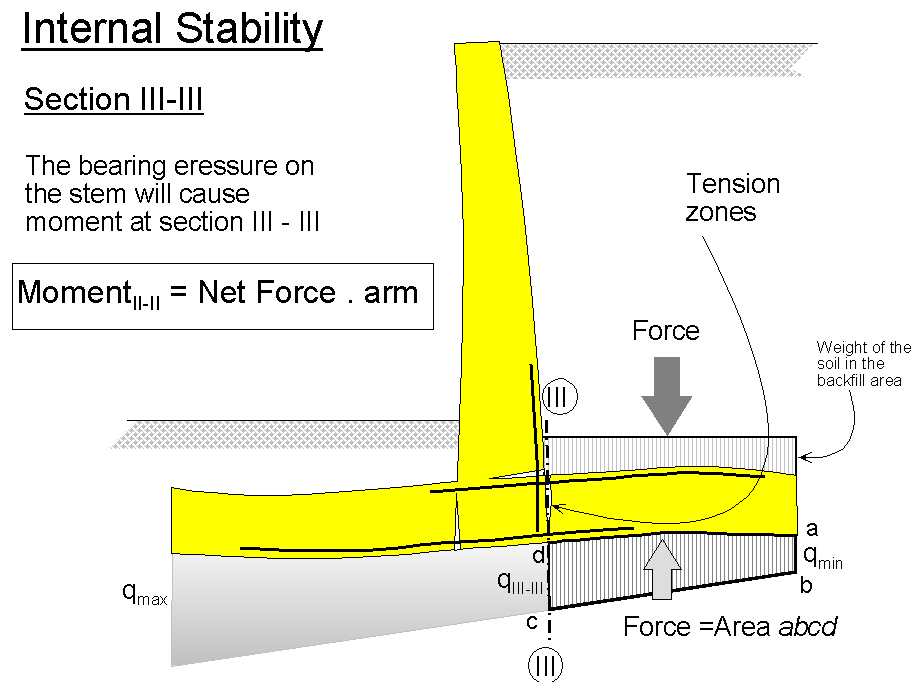 Internal Stability
Section III-III
The bearing eressure on
the stem will cause
moment at section III - III
MomentII-II = Net Force . arm
Tension
zones
Force
Weight of the
soil in the
backfill area
III
a
qmin
b
d
qIII-III
c
qmax
Force =Area abcd
III